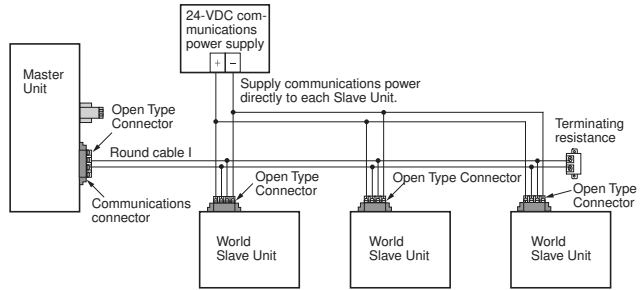 24-VDC com-
munications
power supply
+ −
Supply communications power
directly to each Slave Unit.
Master
Unit
Open Type
Connector
Terminating
resistance
Round cable I
Open Type
Connector
Open Type Connector
Open Type
Connector
Communications
connector
World
Slave Unit
World
Slave Unit
World
Slave Unit